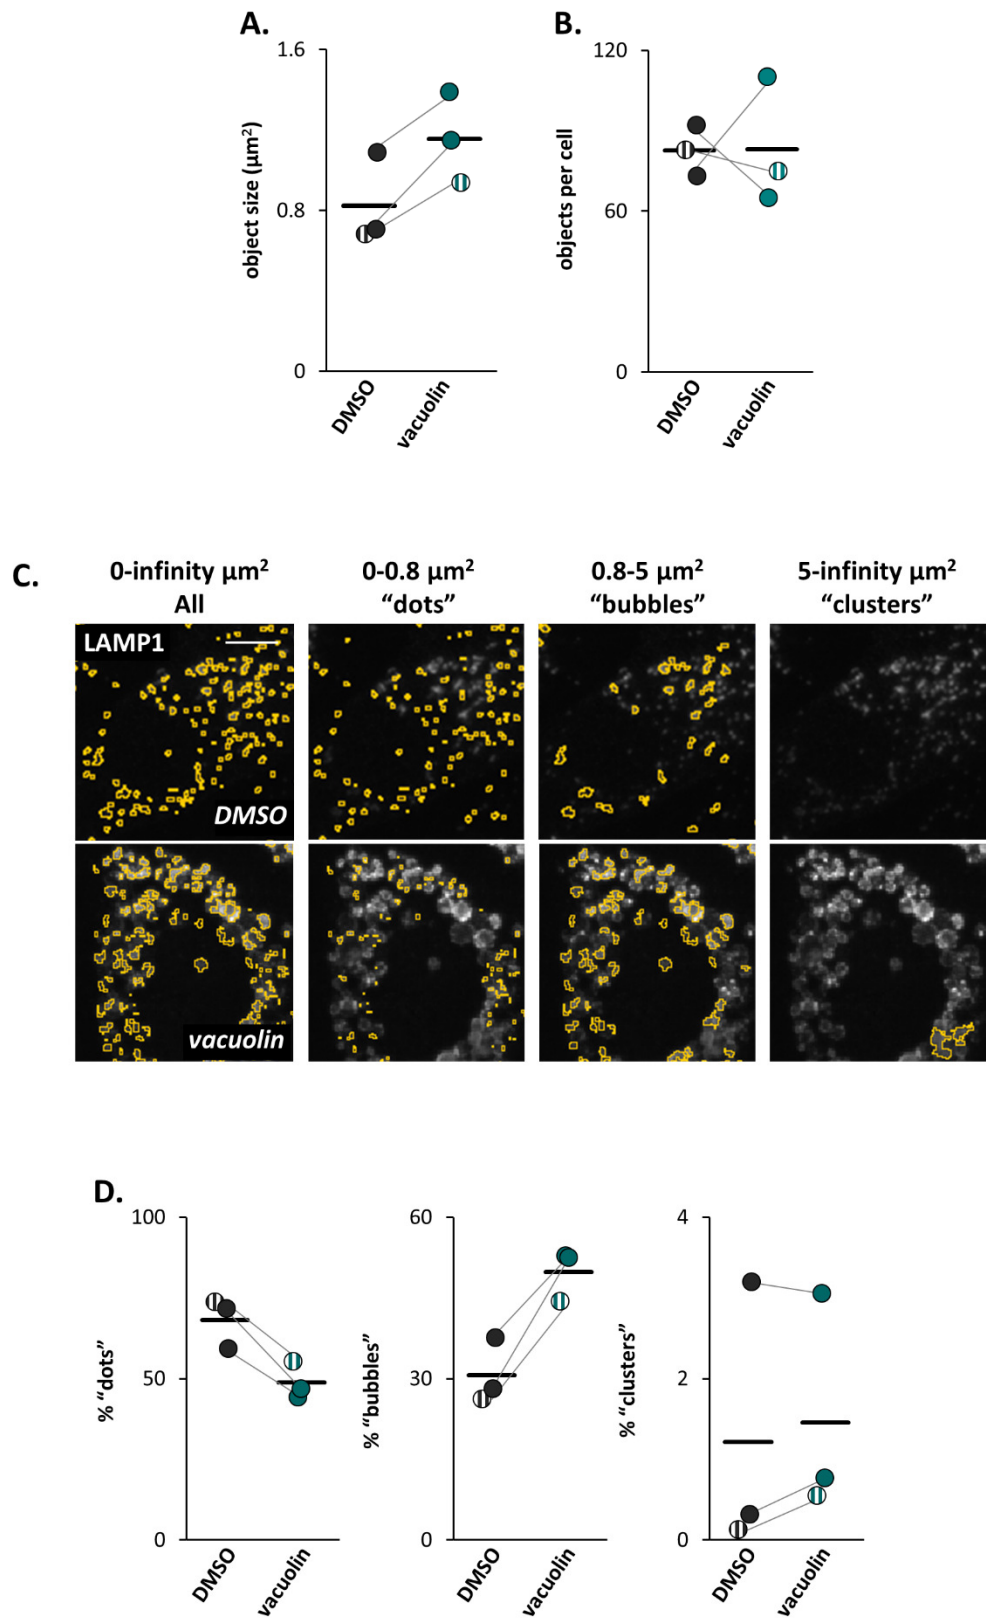 A.
1.6
0.8
0
object size (µm²)
DMSO
vacuolin
B.
120
60
0
objects per cell
DMSO
vacuolin
C.
0-infinity µm²
All
0-0.8 µm²
“dots”
0.8-5 µm²
“bubbles”
5-infinity µm²
“clusters”
LAMP1
DMSO
vacuolin
D.
100
50
0
% “dots”
DMSO
vacuolin
60
30
0
% “bubbles”
DMSO
vacuolin
4
2
0
% “clusters”
DMSO
vacuolin